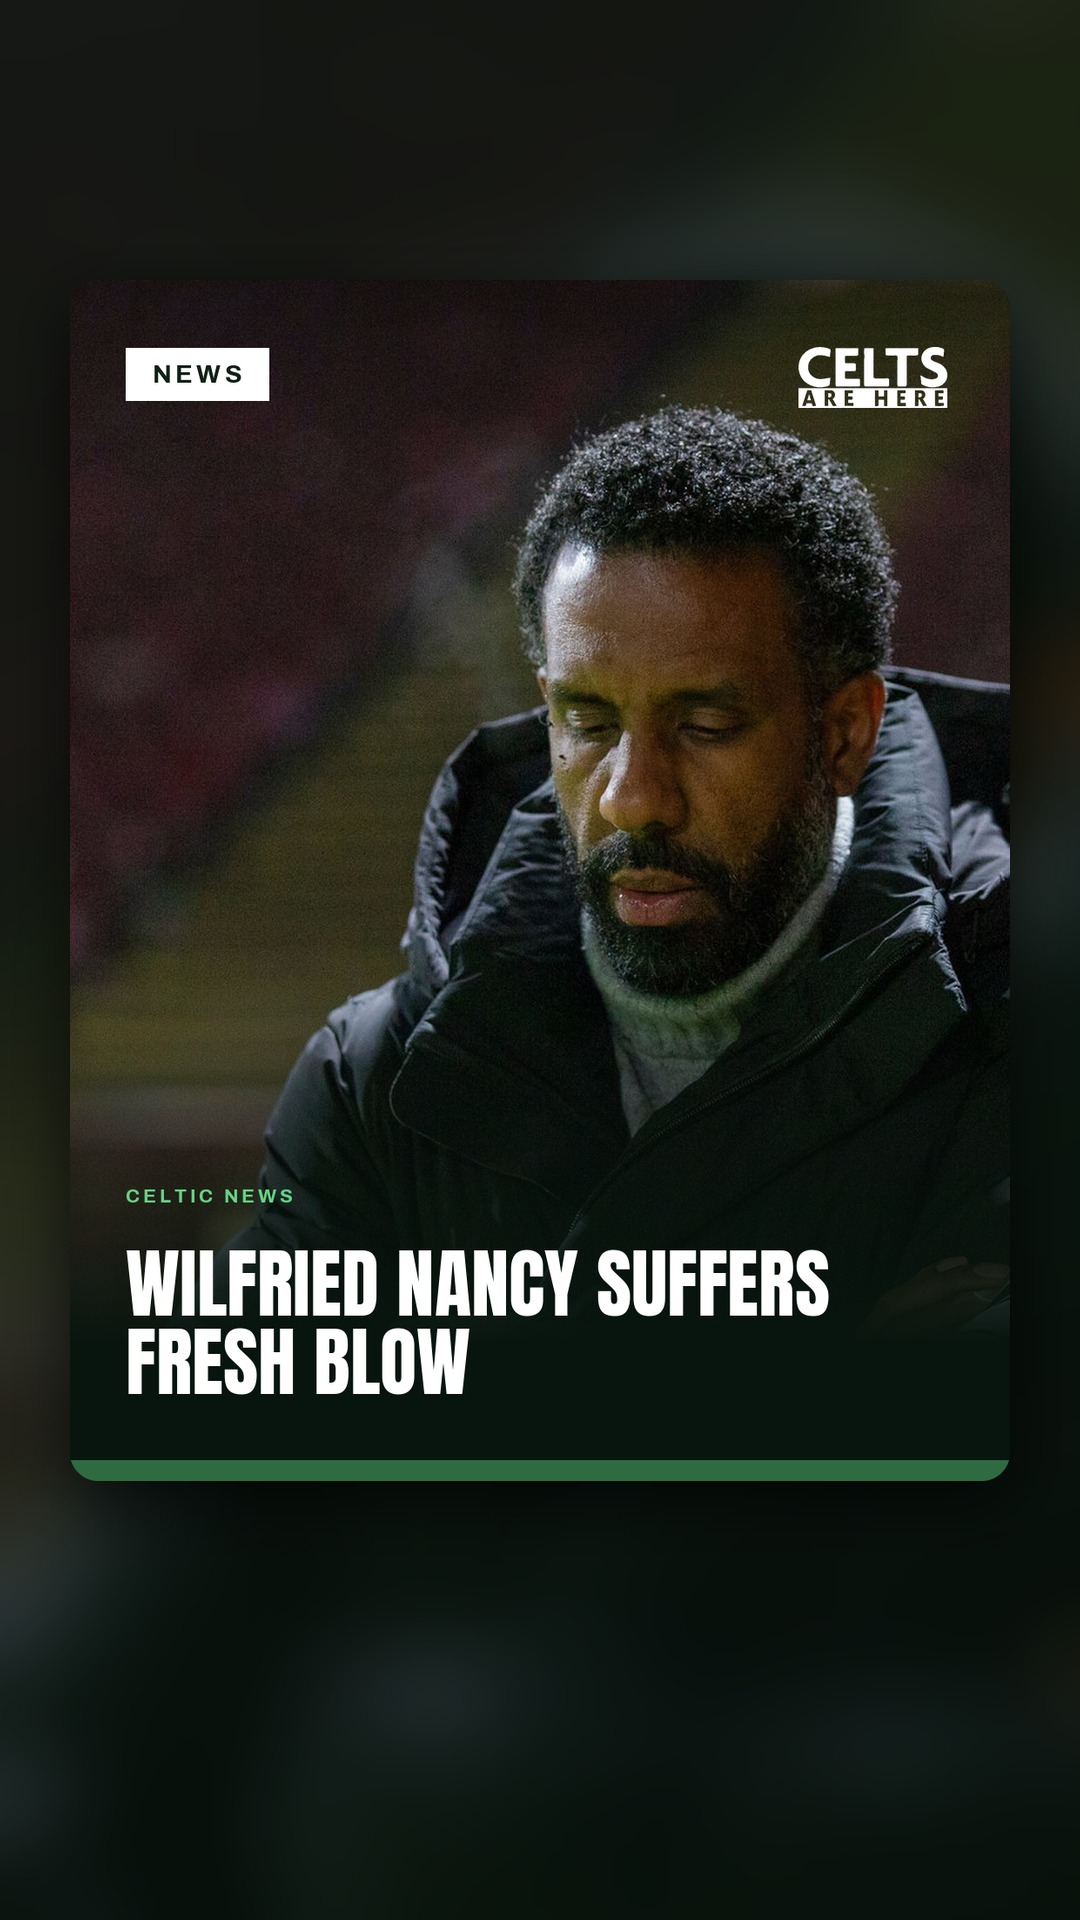 NEWS
CELTS
ARE HERE
CELTIC NEWS
WILFRIED NANCY SUFFERS
FRESH BLOW